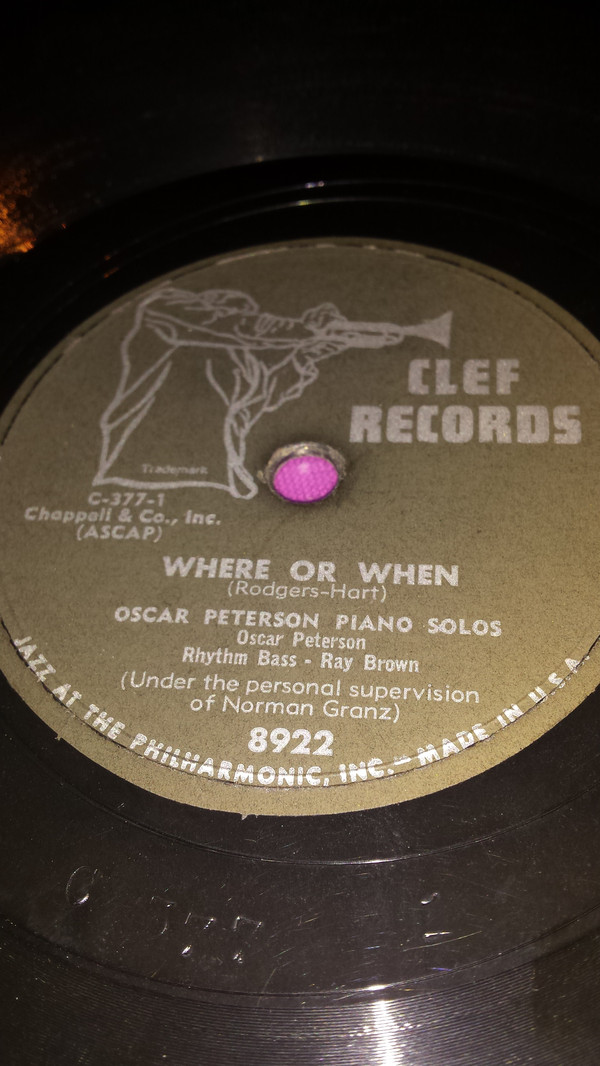 CLEF
RECORDS
Trademark
C-377-1
Chappell & Co., Inc.
(ASCAP)
WHERE OR WHEN
(Rodgers-Hart)
OSCAR PETERSON PIANO SOLOS
Oscar Peterson
Rhythm Bass - Ray Brown
(Under the personal supervision
of Norman Granz)
8922
JAZZ AT THE PHILHARMONIC, INC. - MADE IN U.S.A.